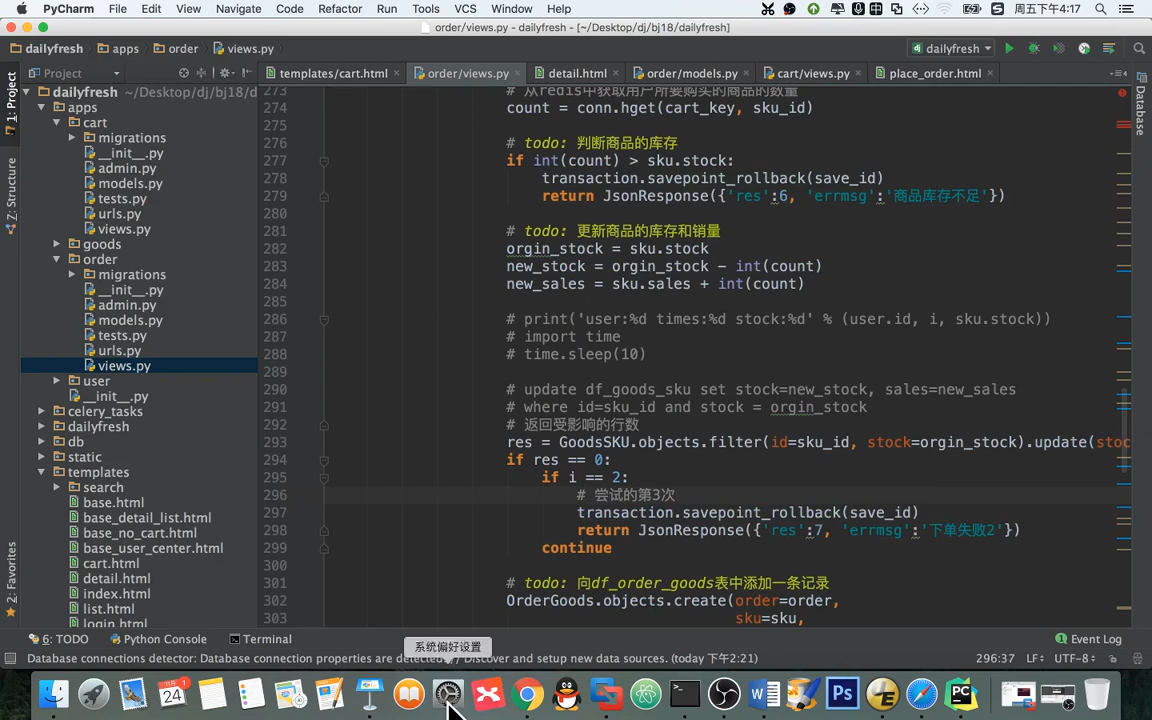 PyCharm File Edit View Navigate Code Refactor Run Tools VCS Window Help 周五下午4:17
order/views.py - dailyfresh - [~/Desktop/dj/bj18/dailyfresh]
dailyfresh apps order views.py dailyfresh
Project templates/cart.html order/views.py detail.html order/models.py cart/views.py place_order.html
1: Project
Z: Structure
2: Favorites
Database
dailyfresh ~/Desktop/dj/bj18/d
apps
cart
migrations
__init__.py
admin.py
models.py
tests.py
urls.py
views.py
goods
order
migrations
__init__.py
admin.py
models.py
tests.py
urls.py
views.py
user
__init__.py
celery_tasks
dailyfresh
db
static
templates
search
base.html
base_detail_list.html
base_no_cart.html
base_user_center.html
cart.html
detail.html
index.html
list.html
login.html
273 # 从redis中获取用户所要购买的商品的数量
274 count = conn.hget(cart_key, sku_id)
275
276 # todo: 判断商品的库存
277 if int(count) > sku.stock:
278 transaction.savepoint_rollback(save_id)
279 return JsonResponse({'res':6, 'errmsg':'商品库存不足'})
280
281 # todo: 更新商品的库存和销量
282 orgin_stock = sku.stock
283 new_stock = orgin_stock - int(count)
284 new_sales = sku.sales + int(count)
285
286 # print('user:%d times:%d stock:%d' % (user.id, i, sku.stock))
287 # import time
288 # time.sleep(10)
289
290 # update df_goods_sku set stock=new_stock, sales=new_sales
291 # where id=sku_id and stock = orgin_stock
292 # 返回受影响的行数
293 res = GoodsSKU.objects.filter(id=sku_id, stock=orgin_stock).update(stoc
294 if res == 0:
295 if i == 2:
296 # 尝试的第3次
297 transaction.savepoint_rollback(save_id)
298 return JsonResponse({'res':7, 'errmsg':'下单失败2'})
299 continue
300
301 # todo: 向df_order_goods表中添加一条记录
302 OrderGoods.objects.create(order=order,
303 sku=sku,
6: TODO Python Console Terminal 系统偏好设置 1 Event Log
Database connections detector: Database connection properties are detected. // Discover and setup new data sources. (today 下午2:21) 296:37 LF÷ UTF-8÷
24 W Ps PC